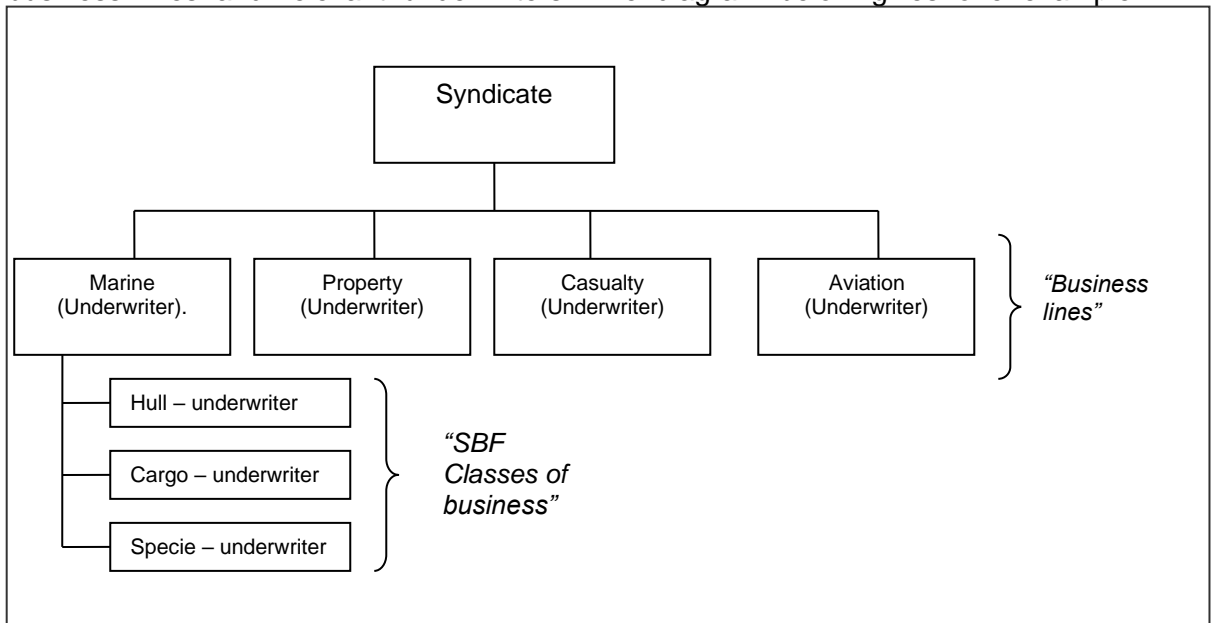 Syndicate
Marine
(Underwriter).
Property
(Underwriter)
Casualty
(Underwriter)
Aviation
(Underwriter)
“Business
lines”
Hull – underwriter
Cargo – underwriter
Specie – underwriter
“SBF
Classes of
business”